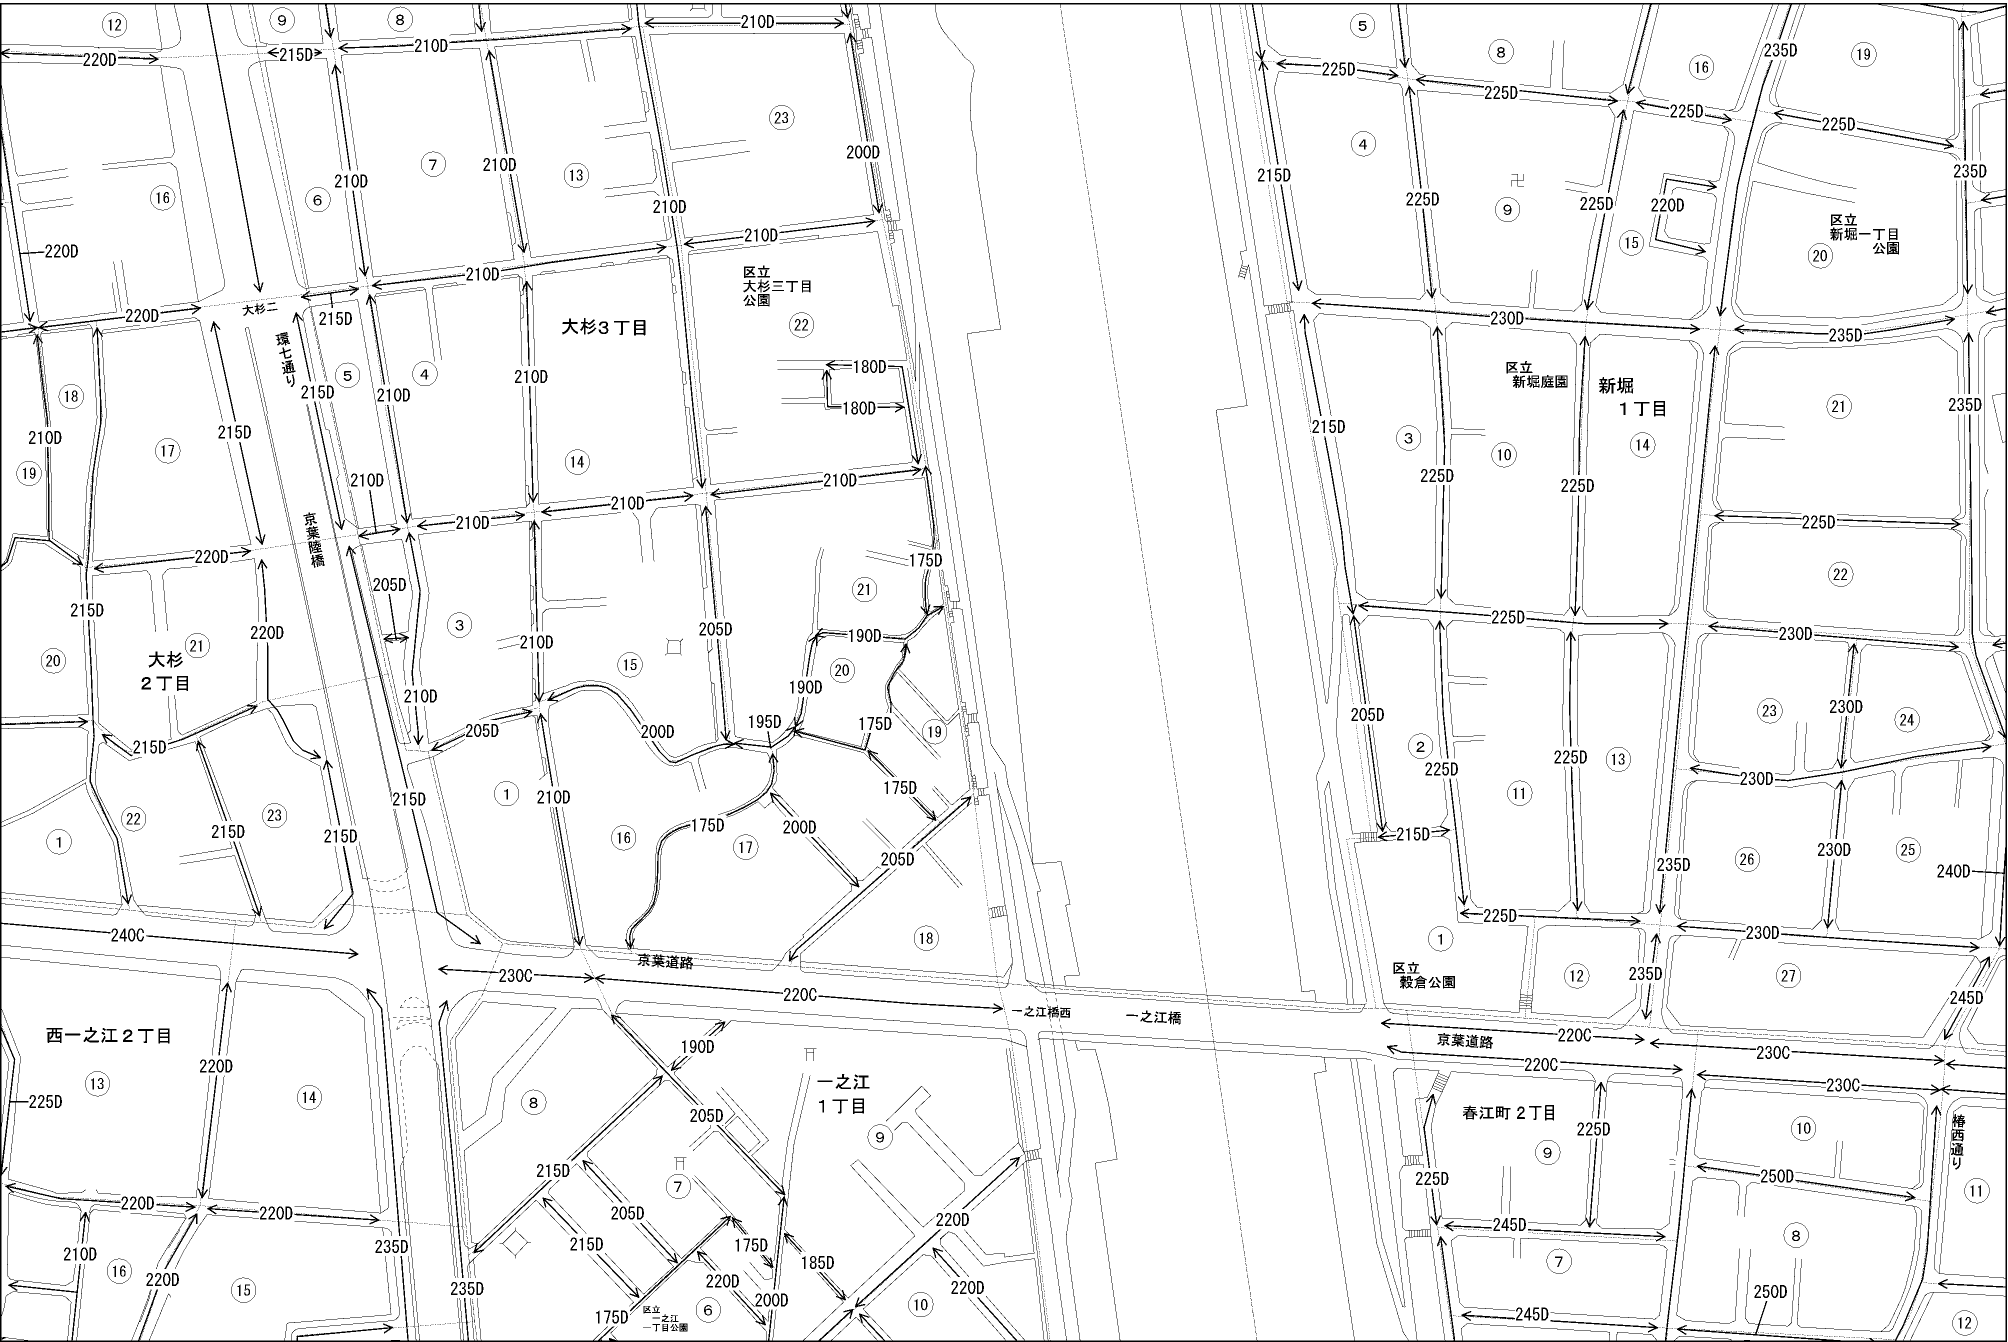 ⑫
⑨
⑧
210D
⑤
⑧
235D
⑲
220D
215D
210D
225D
225D
⑯
225D
225D
㉓
200D
④
⑦
210D
⑬
210D
210D
215D
225D
⑨
225D
220D
235D
⑯
⑥
⑮
区立
新堀一丁目
公園
⑳
220D
210D
210D
区立
大杉三丁目
公園
大杉二
220D
215D
大杉3丁目
㉒
230D
235D
環七通り
⑤
④
215D
210D
210D
180D
180D
区立
新堀庭園
新堀
1丁目
⑱
210D
⑲
⑰
215D
⑭
215D
③
⑩
⑭
㉑
235D
225D
225D
210D
210D
210D
210D
京葉陸橋
225D
220D
205D
175D
㉑
㉒
215D
220D
③
210D
205D
190D
225D
230D
⑳
㉑
大杉
2丁目
⑮
⑳
190D
210D
205D
200D
195D
175D
⑲
205D
②
225D
225D
⑬
㉓
230D
㉔
215D
230D
215D
①
210D
175D
⑪
①
㉒
215D
㉓
215D
⑯
175D
⑰
200D
205D
215D
235D
㉖
230D
㉕
240D
240C
⑱
京葉道路
225D
①
230D
230C
220C
区立
穀倉公園
⑫
235D
㉗
245D
西一之江2丁目
一之江橋西
一之江橋
京葉道路
220C
230C
220C
230C
190D
220D
⑬
⑭
225D
⑧
一之江
1丁目
205D
⑨
春江町2丁目
225D
⑨
⑩
椿西通り
215D
⑦
225D
250D
⑪
220D
220D
205D
220D
245D
⑧
210D
⑯
235D
215D
175D
185D
⑦
220D
⑮
235D
220D
200D
220D
175D
区立
一之江
一丁目公園
⑥
⑩
245D
250D
⑫